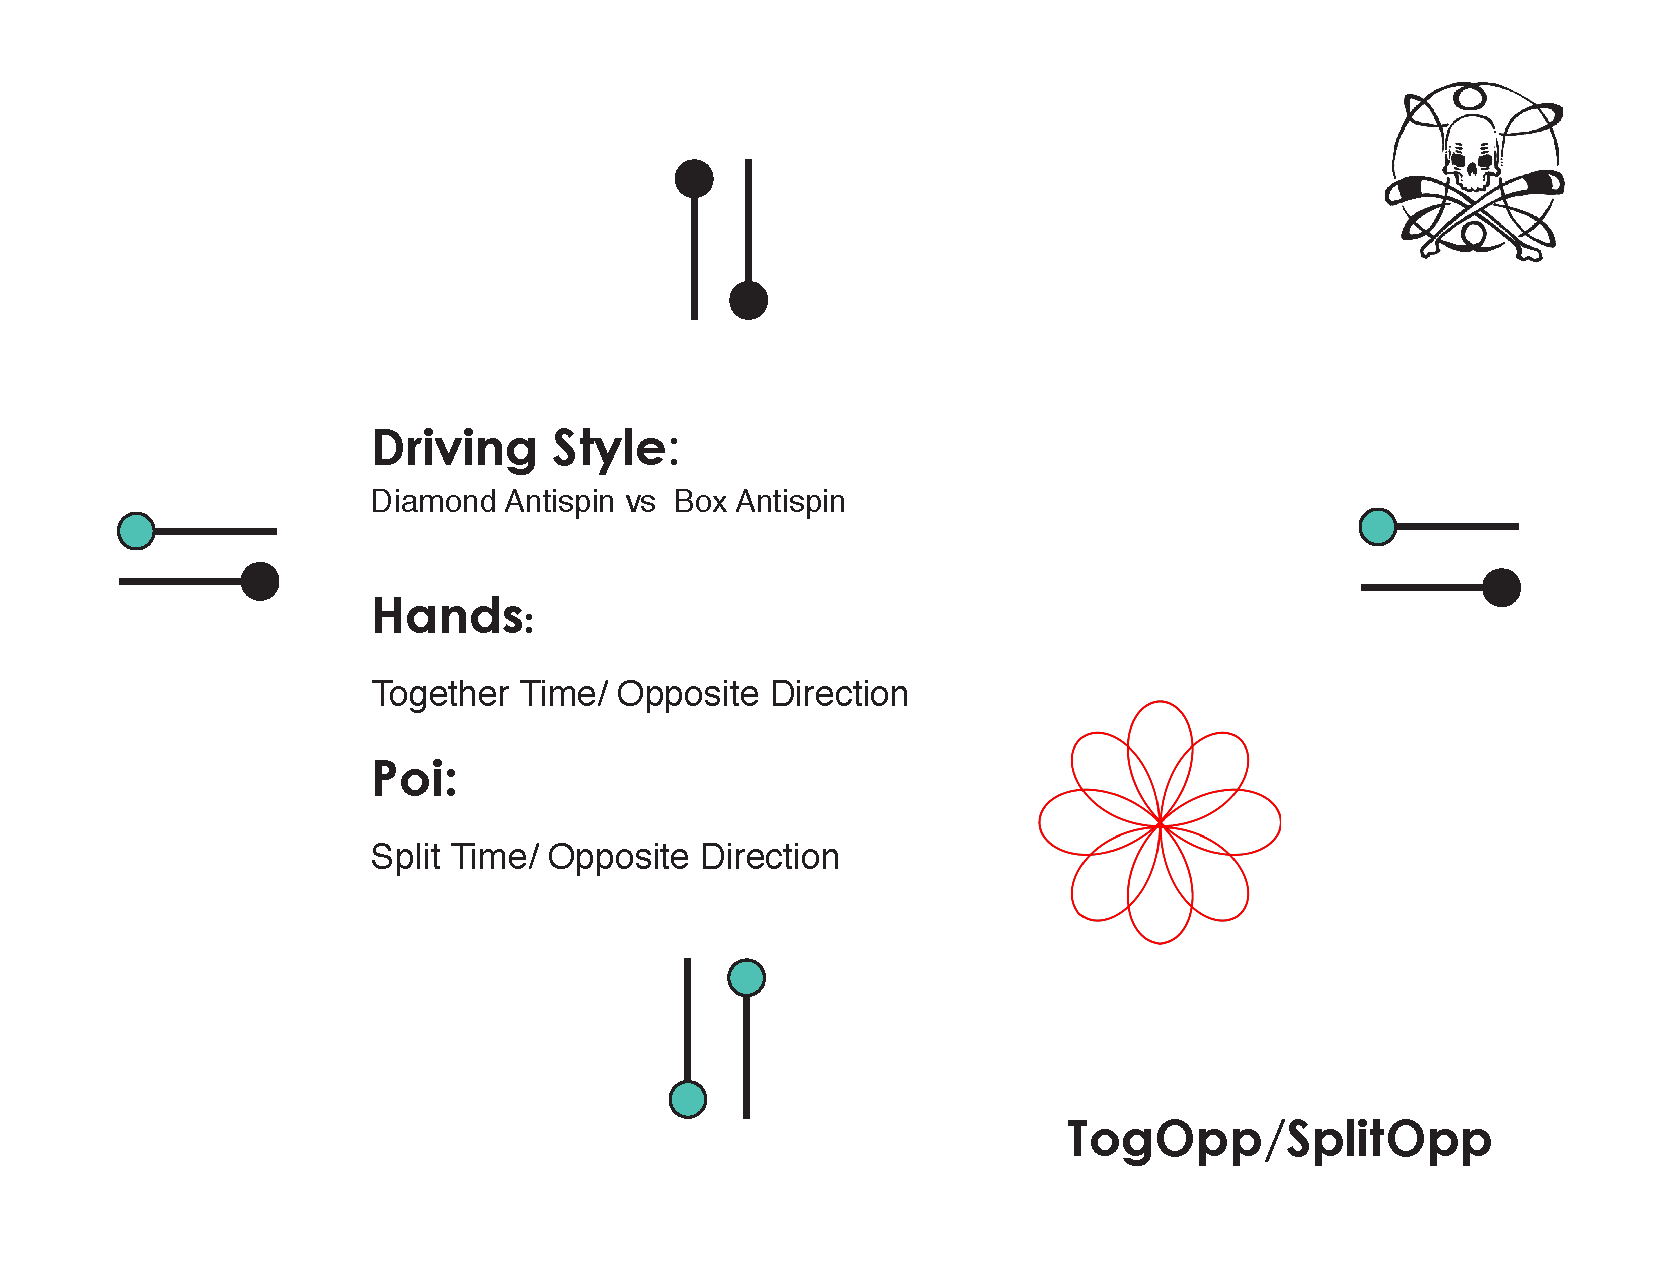 Driving Style:
Diamond Antispin vs  Box Antispin
Hands:
Together Time/ Opposite Direction
Poi:
Split Time/ Opposite Direction
TogOpp/SplitOpp